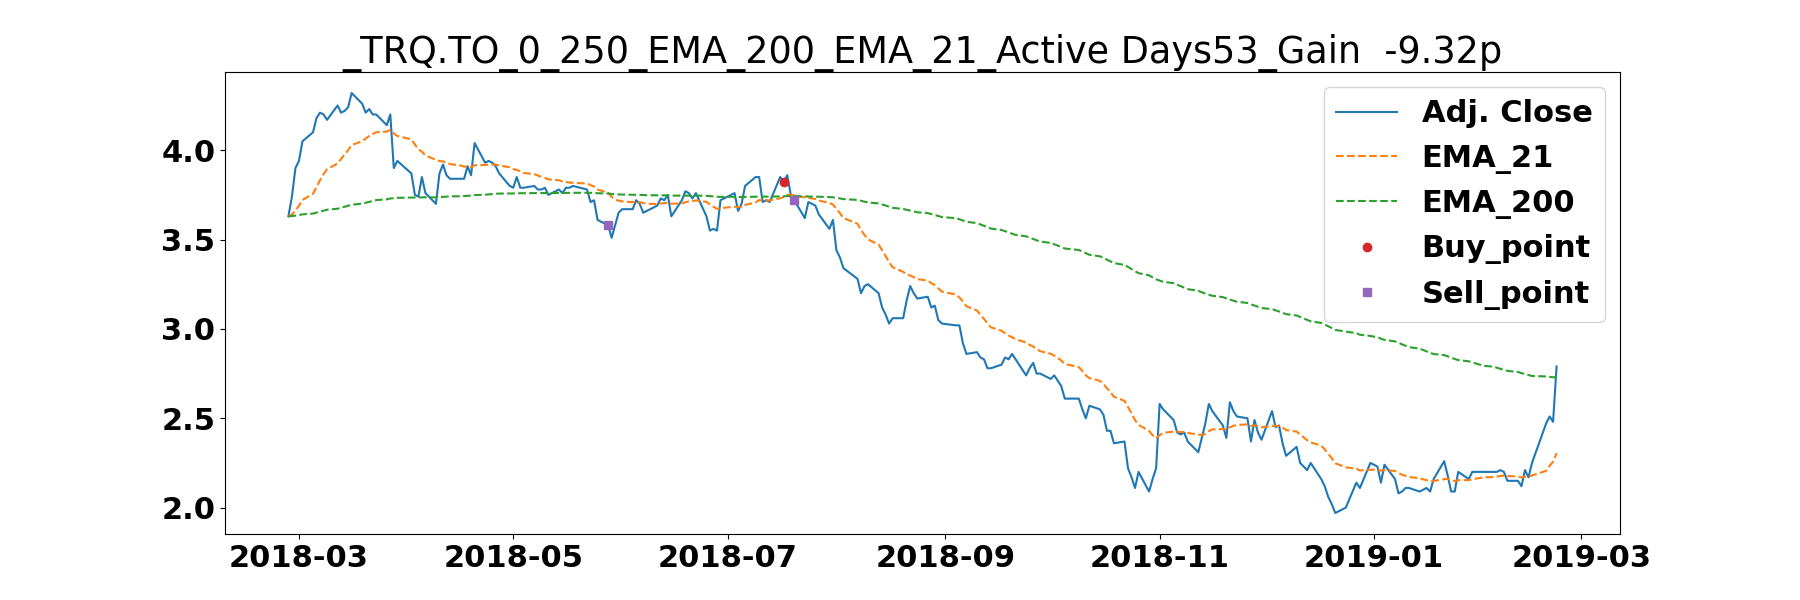 _TRQ.TO_0_250_EMA_200_EMA_21_Active Days53_Gain  -9.32p
Adj. Close
EMA_21
EMA_200
Buy_point
Sell_point
4.0
3.5
3.0
2.5
2.0
2018-03 2018-05 2018-07 2018-09 2018-11 2019-01 2019-03